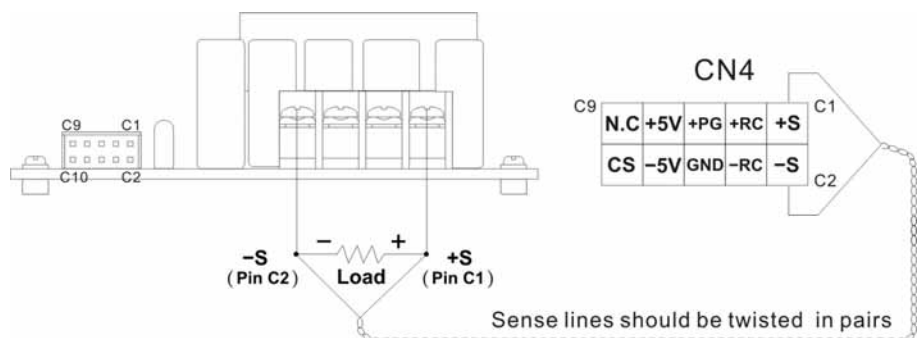 C9 C1
C10 C2
−S
(Pin C2)
− +
Load
+S
(Pin C1)
CN4
C9 C1
N.C +5V +PG +RC +S
CS −5V GND −RC −S
C2
Sense lines should be twisted in pairs